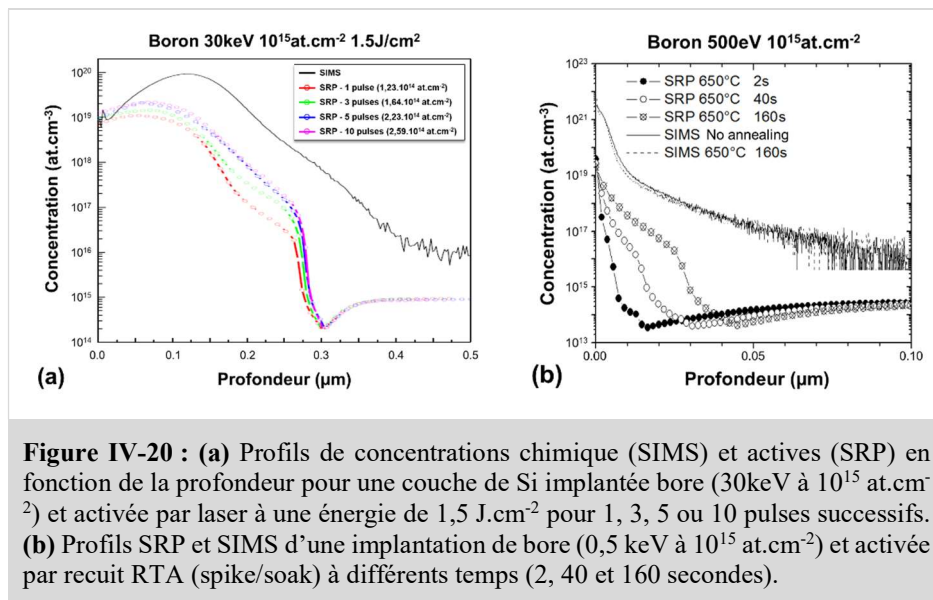 Boron 30keV 10¹⁵at.cm⁻² 1.5J/cm²
10²⁰
10¹⁹
10¹⁸
10¹⁷
10¹⁶
10¹⁵
10¹⁴
Concentration (at.cm⁻³)
SIMS
SRP - 1 pulse (1,23.10¹⁴ at.cm⁻²)
SRP - 3 pulses (1,64.10¹⁴ at.cm⁻²)
SRP - 5 pulses (2,23.10¹⁴ at.cm⁻²)
SRP - 10 pulses (2,59.10¹⁴ at.cm⁻²)
0.0 0.1 0.2 0.3 0.4 0.5
Profondeur (µm)
(a)
Boron 500eV 10¹⁵at.cm⁻²
10²³
10²¹
10¹⁹
10¹⁷
10¹⁵
10¹³
Concentration (at.cm⁻³)
SRP 650°C 2s
SRP 650°C 40s
SRP 650°C 160s
SIMS No annealing
SIMS 650°C 160s
0.00 0.05 0.10
Profondeur (µm)
(b)
Figure IV-20 : (a) Profils de concentrations chimique (SIMS) et actives (SRP) en
fonction de la profondeur pour une couche de Si implantée bore (30keV à 10¹⁵ at.cm⁻
²) et activée par laser à une énergie de 1,5 J.cm⁻² pour 1, 3, 5 ou 10 pulses successifs.
(b) Profils SRP et SIMS d’une implantation de bore (0,5 keV à 10¹⁵ at.cm⁻²) et activée
par recuit RTA (spike/soak) à différents temps (2, 40 et 160 secondes).